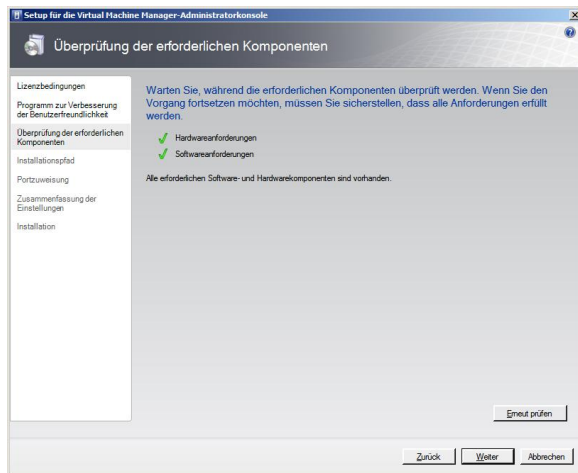 Setup für die Virtual Machine Manager-Administratorkonsole
Überprüfung der erforderlichen Komponenten
Lizenzbedingungen
Programm zur Verbesserung
der Benutzerfreundlichkeit
Überprüfung der erforderlichen
Komponenten
Installationspfad
Portzuweisung
Zusammenfassung der
Einstellungen
Installation
Warten Sie, während die erforderlichen Komponenten überprüft werden. Wenn Sie den
Vorgang fortsetzen möchten, müssen Sie sicherstellen, dass alle Anforderungen erfüllt
werden.
Hardwareanforderungen
Softwareanforderungen
Alle erforderlichen Software- und Hardwarekomponenten sind vorhanden.
Erneut prüfen
Zurück
Weiter
Abbrechen